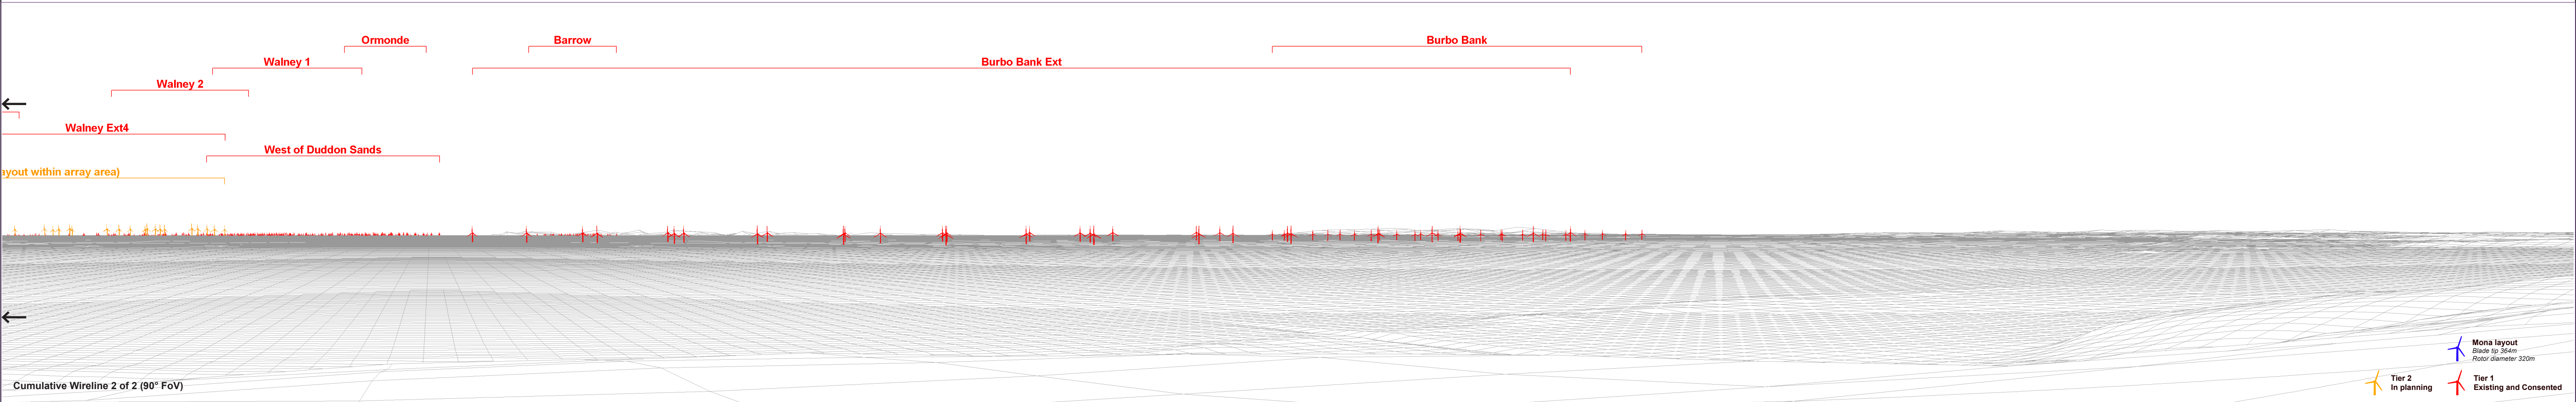 Ormonde
Barrow
Burbo Bank
Walney 1
Burbo Bank Ext
Walney 2
Walney Ext4
West of Duddon Sands
ayout within array area)
Mona layout
Blade tip 364m
Rotor diameter 320m
Cumulative Wireline 2 of 2 (90° FoV)
Tier 2
In planning
Tier 1
Existing and Consented